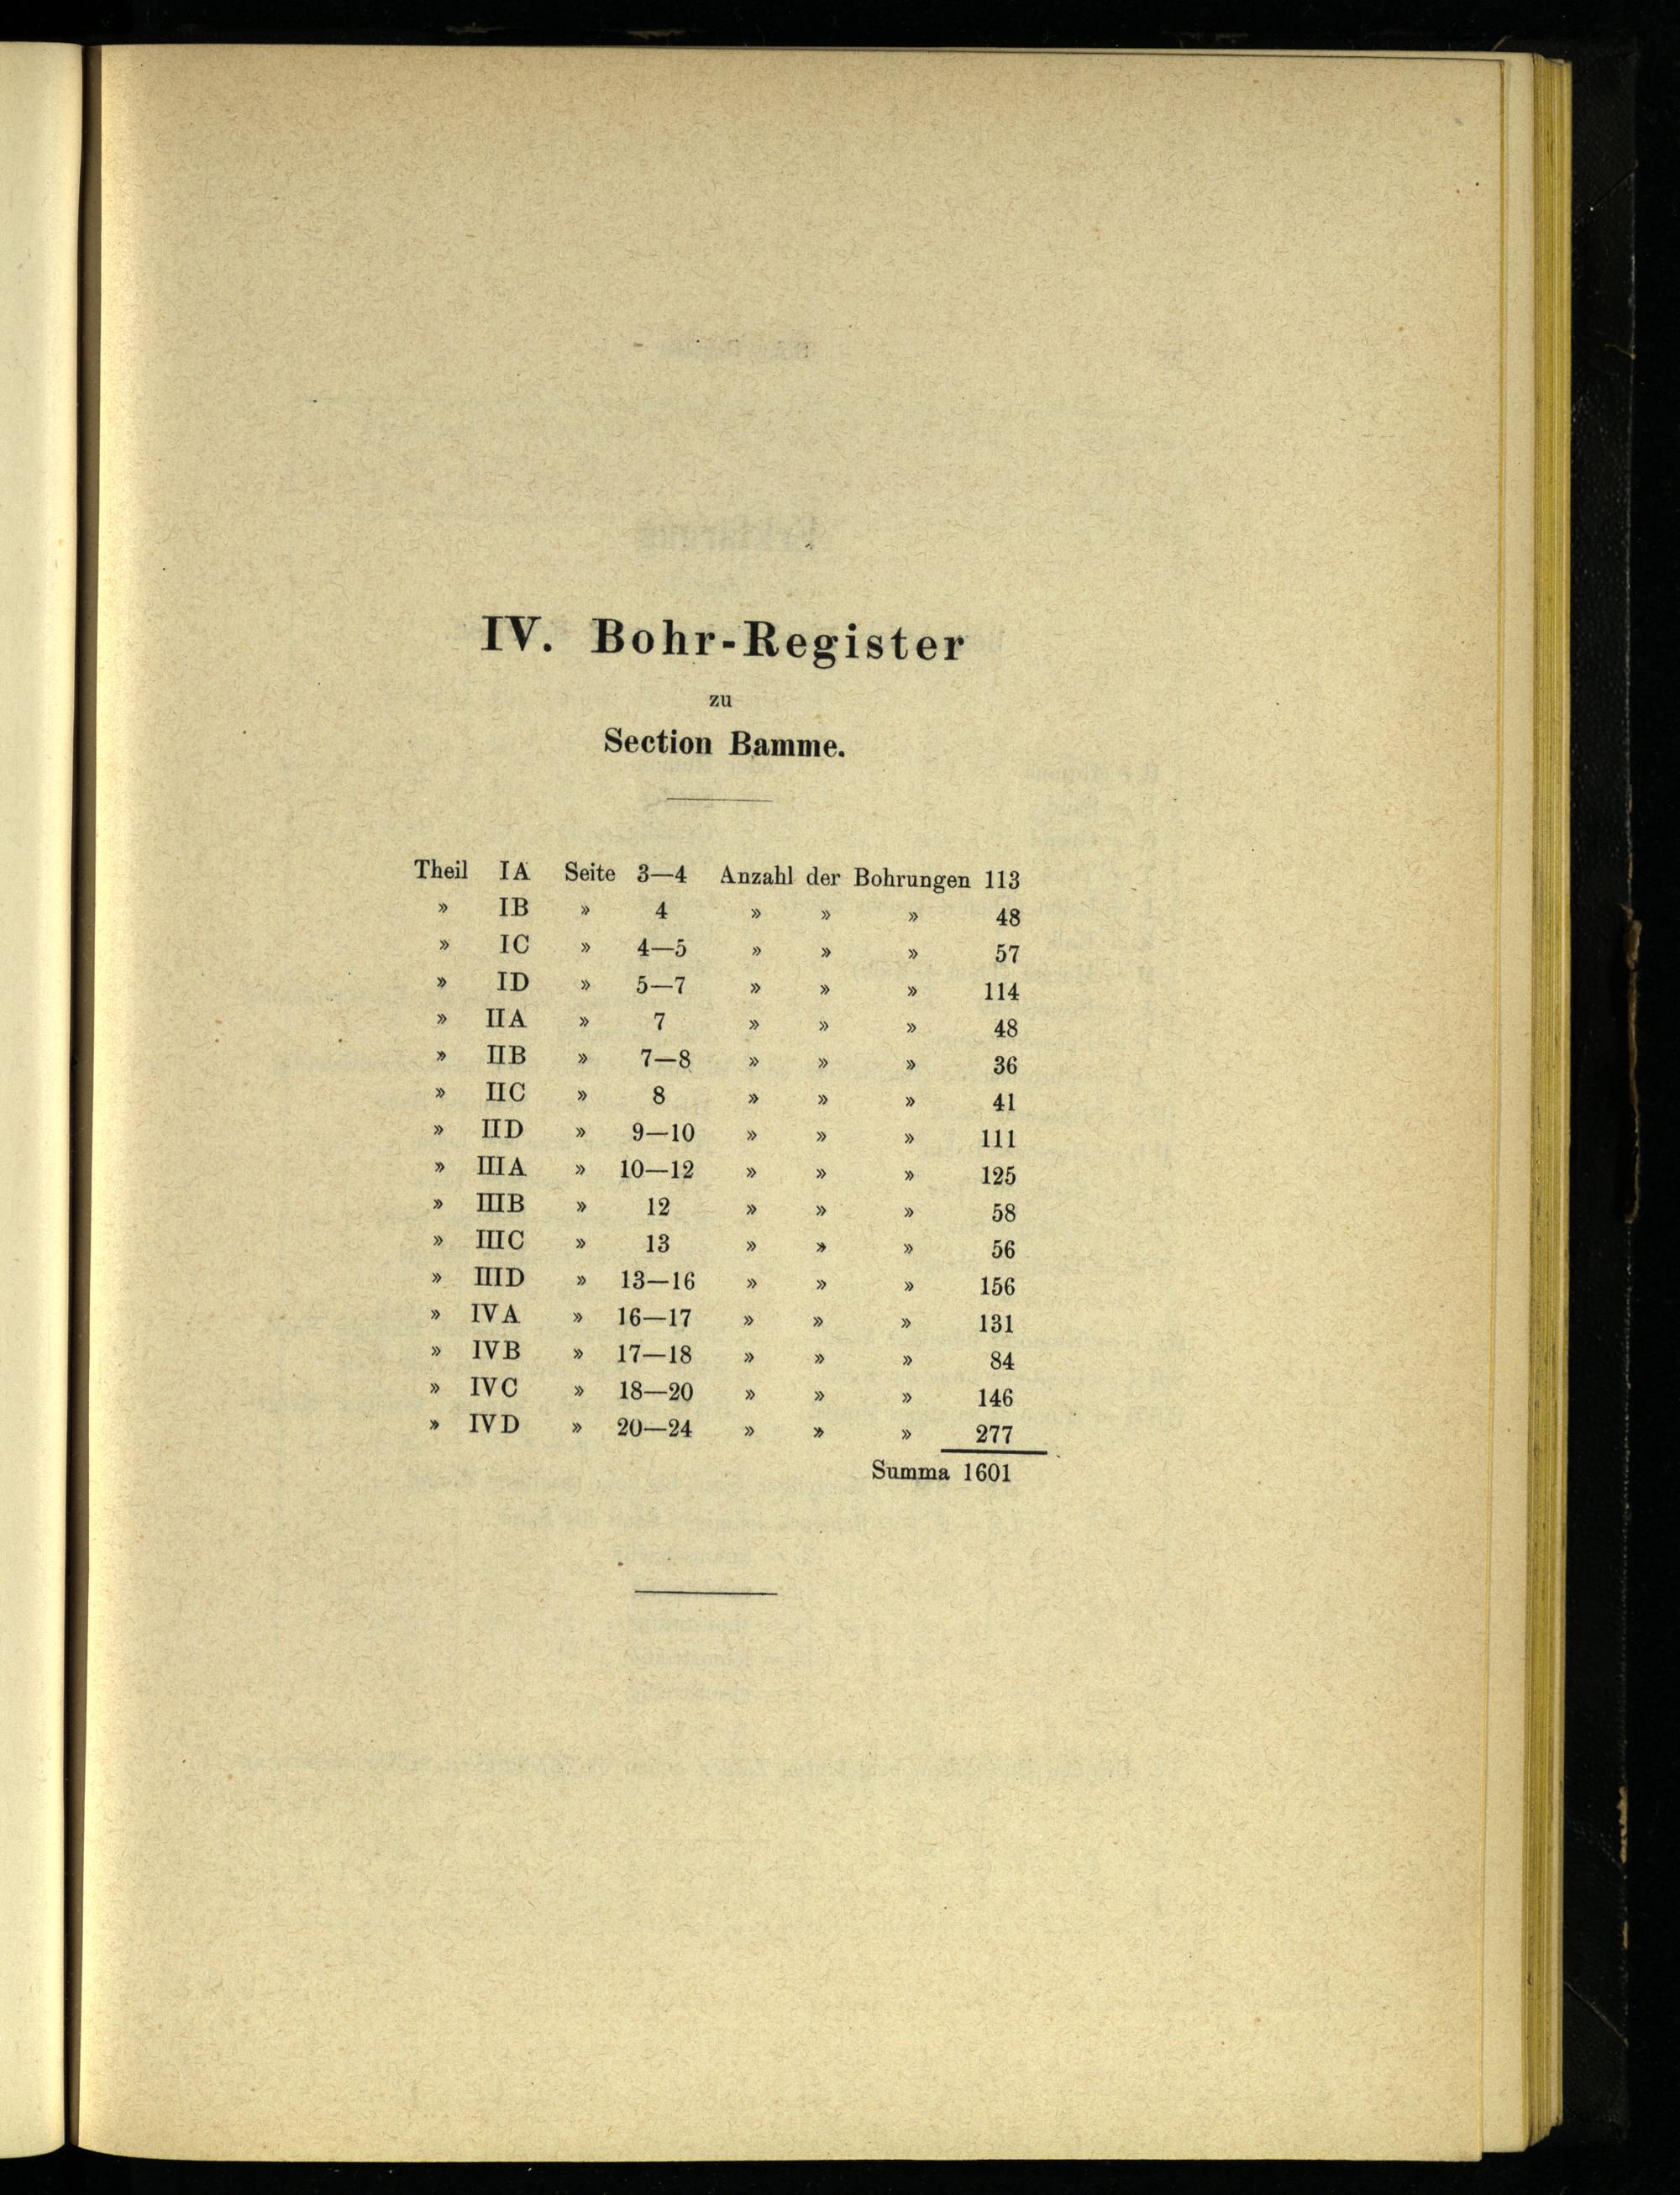 IV. Bohr-Register
zu
Section Bamme.
Theil IA Seite 3—4 Anzahl der Bohrungen 113
» IB » 4 » » » 48
» IC » 4—5 » » » 57
» ID » 5—7 » » » 114
» IIA » 7 » » » 48
» IIB » 7—8 » » » 36
» IIC » 8 » » » 41
» IID » 9—10 » » » 111
» IIIA » 10—12 » » » 125
» IIIB » 12 » » » 58
» IIIC » 13 » » » 56
» IIID » 13—16 » » » 156
» IVA » 16—17 » » » 131
» IVB » 17—18 » » » 84
» IVC » 18—20 » » » 146
» IVD » 20—24 » » » 277
Summa 1601